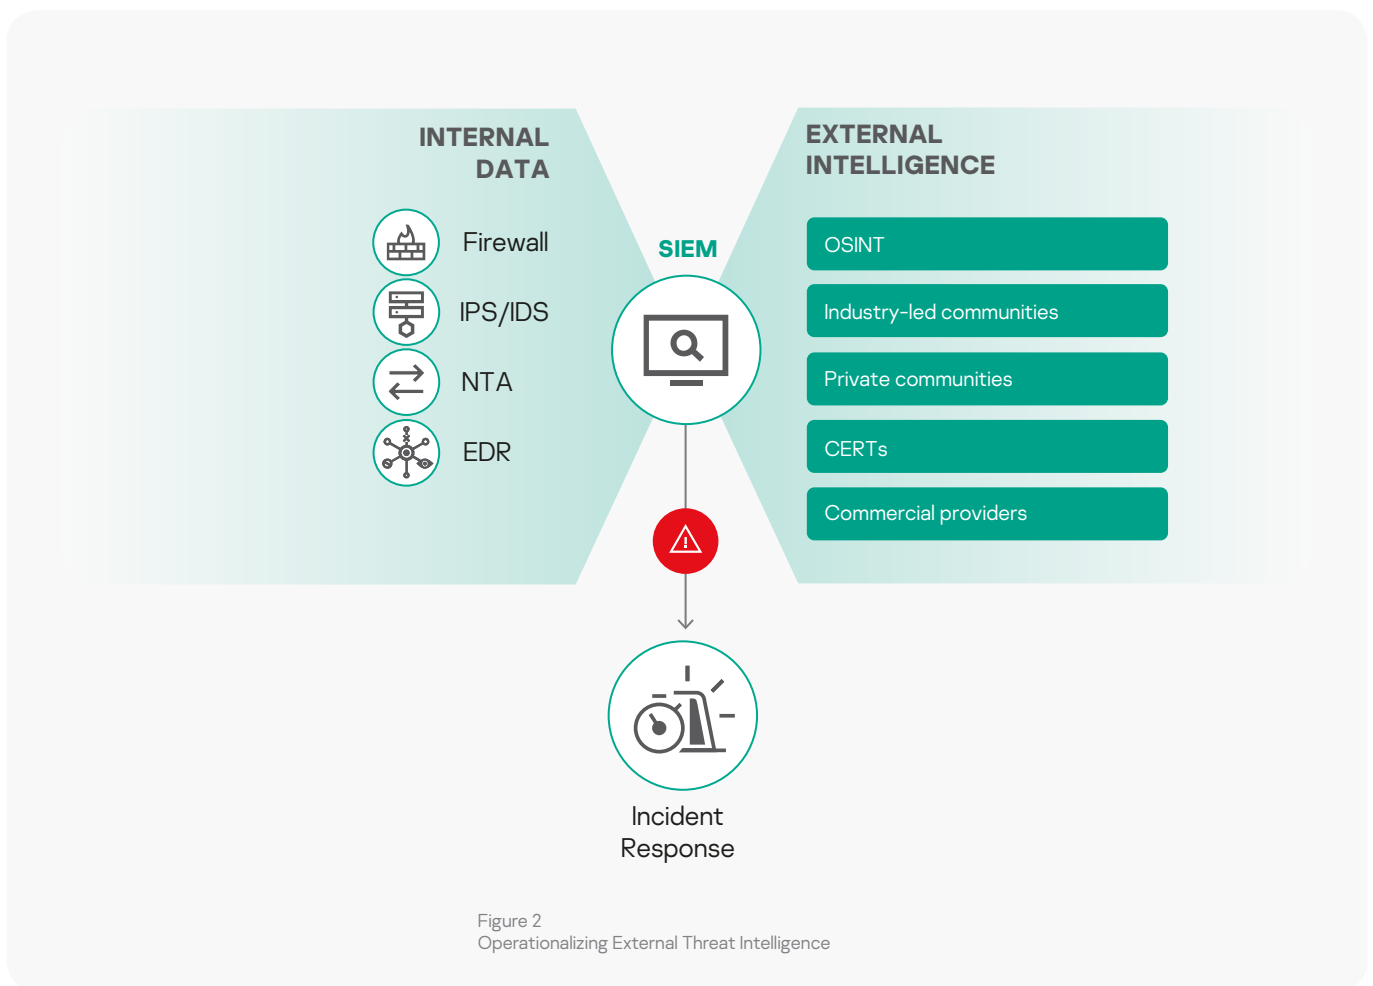 INTERNAL
DATA
Firewall
IPS/IDS
NTA
EDR
SIEM
EXTERNAL
INTELLIGENCE
OSINT
Industry-led communities
Private communities
CERTs
Commercial providers
Incident
Response
Figure 2
Operationalizing External Threat Intelligence